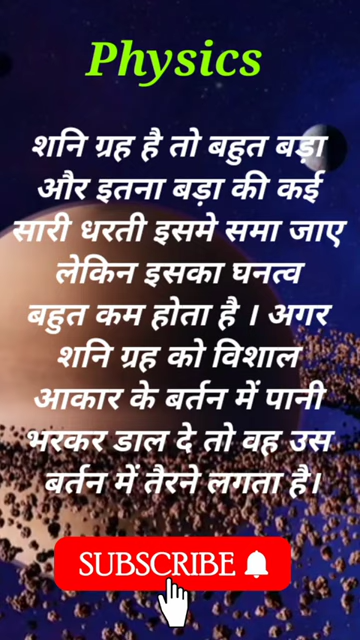 Physics
शनि ग्रह है तो बहुत बड़ा
और इतना बड़ा की कई
सारी धरती इसमे समा जाए
लेकिन इसका घनत्व
बहुत कम होता है । अगर
शनि ग्रह को विशाल
आकार के बर्तन में पानी
भरकर डाल दे तो वह उस
बर्तन में तैरने लगता है।
SUBSCRIBE